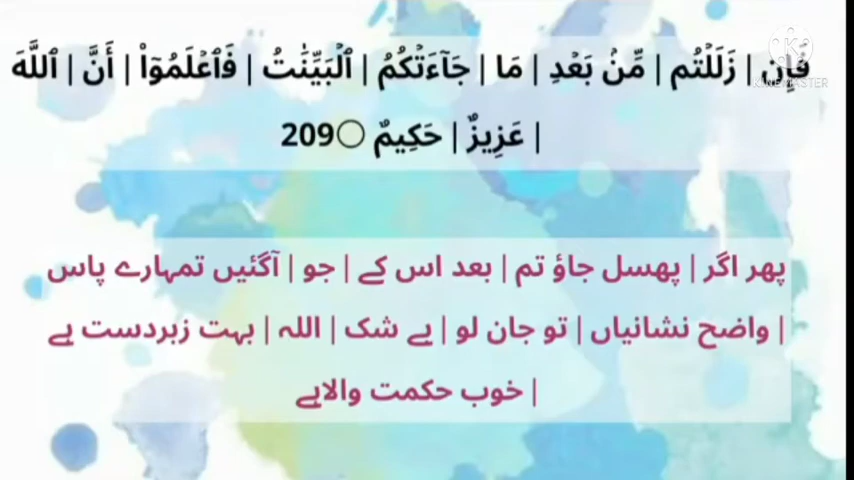 فَإِن | زَلَلْتُم | مِّنۢ بَعْدِ | مَا | جَآءَتْكُمُ | ٱلْبَيِّنَٰتُ | فَٱعْلَمُوٓا۟ | أَنَّ | ٱللَّهَ
| عَزِيزٌ | حَكِيمٌ ○209
پھر اگر | پھسل جاؤ تم | بعد اس کے | جو | آگئیں تمہارے پاس
| واضح نشانیاں | تو جان لو | بے شک | اللہ | بہت زبردست ہے
| خوب حکمت والاہے
KINEMASTER